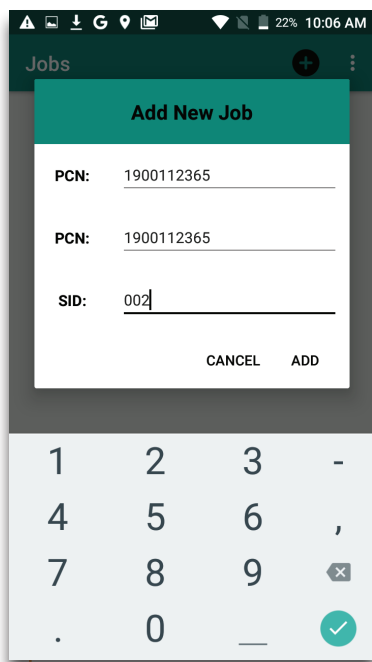 22% 10:06 AM
Jobs
Add New Job
PCN: 1900112365
PCN: 1900112365
SID: 002
CANCEL ADD
1 2 3 -
4 5 6 ,
7 8 9
. 0 _